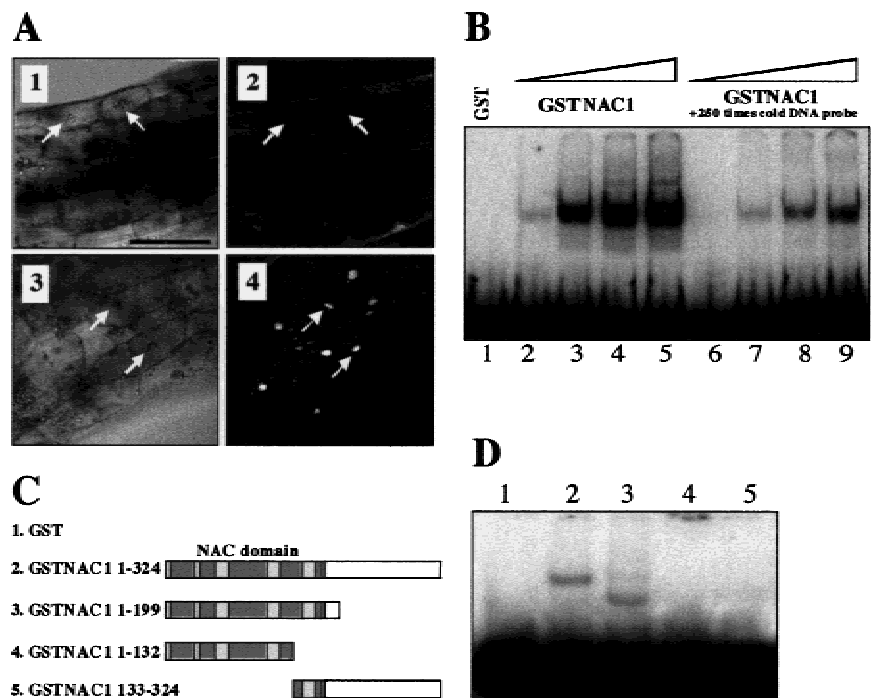 A
B
1
2
3
4
GST
GSTNAC1
GSTNAC1
+250 times cold DNA probe
1 2 3 4 5 6 7 8 9
C
1. GST
NAC domain
2. GSTNAC1 1-324
3. GSTNAC1 1-199
4. GSTNAC1 1-132
5. GSTNAC1 133-324
D
1 2 3 4 5